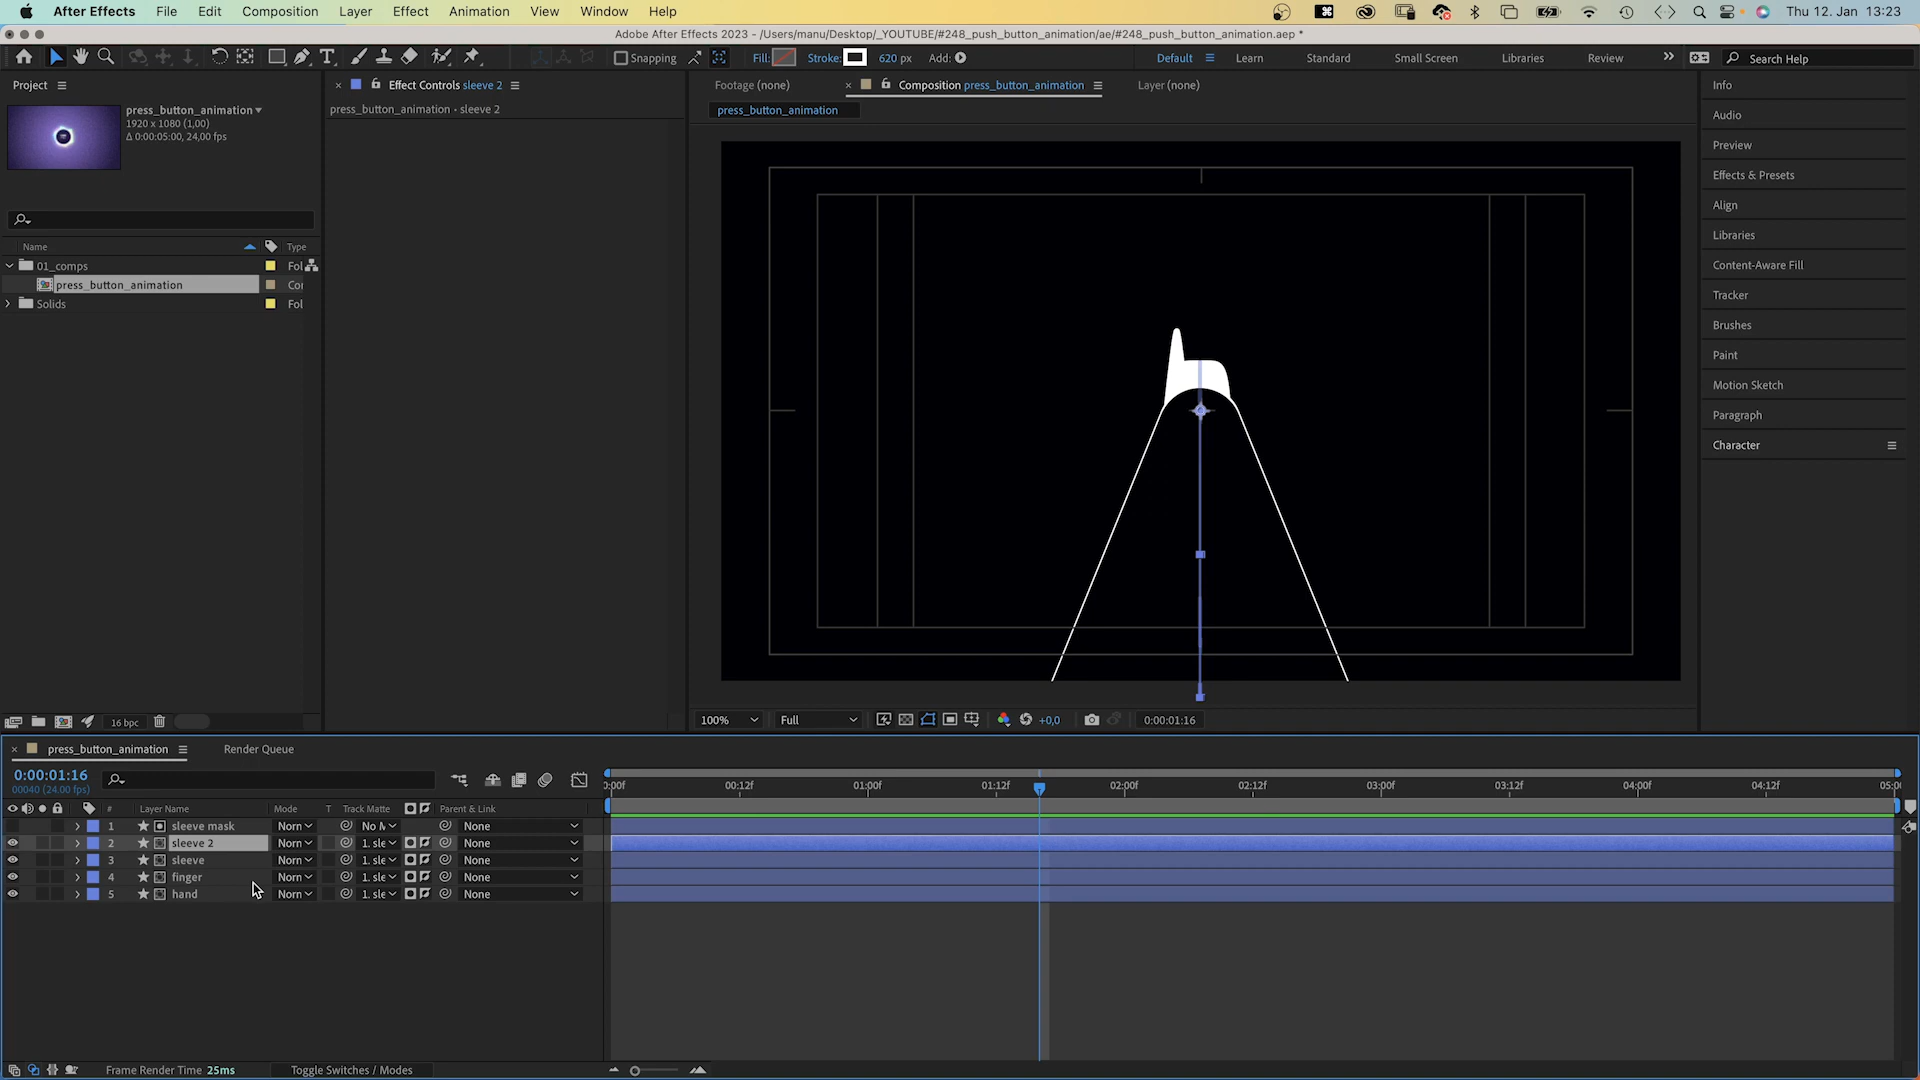 After Effects File Edit Composition Layer Effect Animation View Window Help Thu 12. Jan 13:23
Adobe After Effects 2023 - /Users/manu/Desktop/_YOUTUBE/#248_push_button_animation/ae/#248_push_button_animation.aep *
Snapping Fill: Stroke: 620 px Add: Default Learn Standard Small Screen Libraries Review Search Help
Project
press_button_animation
1920 x 1080 (1,00)
Δ 0:00:05:00, 24,00 fps
Name Type
01_comps Fol
press_button_animation Cor
Solids Fol
16 bpc
Effect Controls sleeve 2
press_button_animation · sleeve 2
Footage (none) Composition press_button_animation Layer (none)
press_button_animation
100% Full +0,0 0:00:01:16
Info
Audio
Preview
Effects & Presets
Align
Libraries
Content-Aware Fill
Tracker
Brushes
Paint
Motion Sketch
Paragraph
Character
press_button_animation Render Queue
0:00:01:16
00040 (24.00 fps)
:00f 00:12f 01:00f 01:12f 02:00f 02:12f 03:00f 03:12f 04:00f 04:12f 05:0
# Layer Name Mode T Track Matte Parent & Link
1 sleeve mask Norn No M None
2 sleeve 2 Norn 1. sle None
3 sleeve Norn 1. sle None
4 finger Norn 1. sle None
5 hand Norn 1. sle None
Frame Render Time 25ms Toggle Switches / Modes